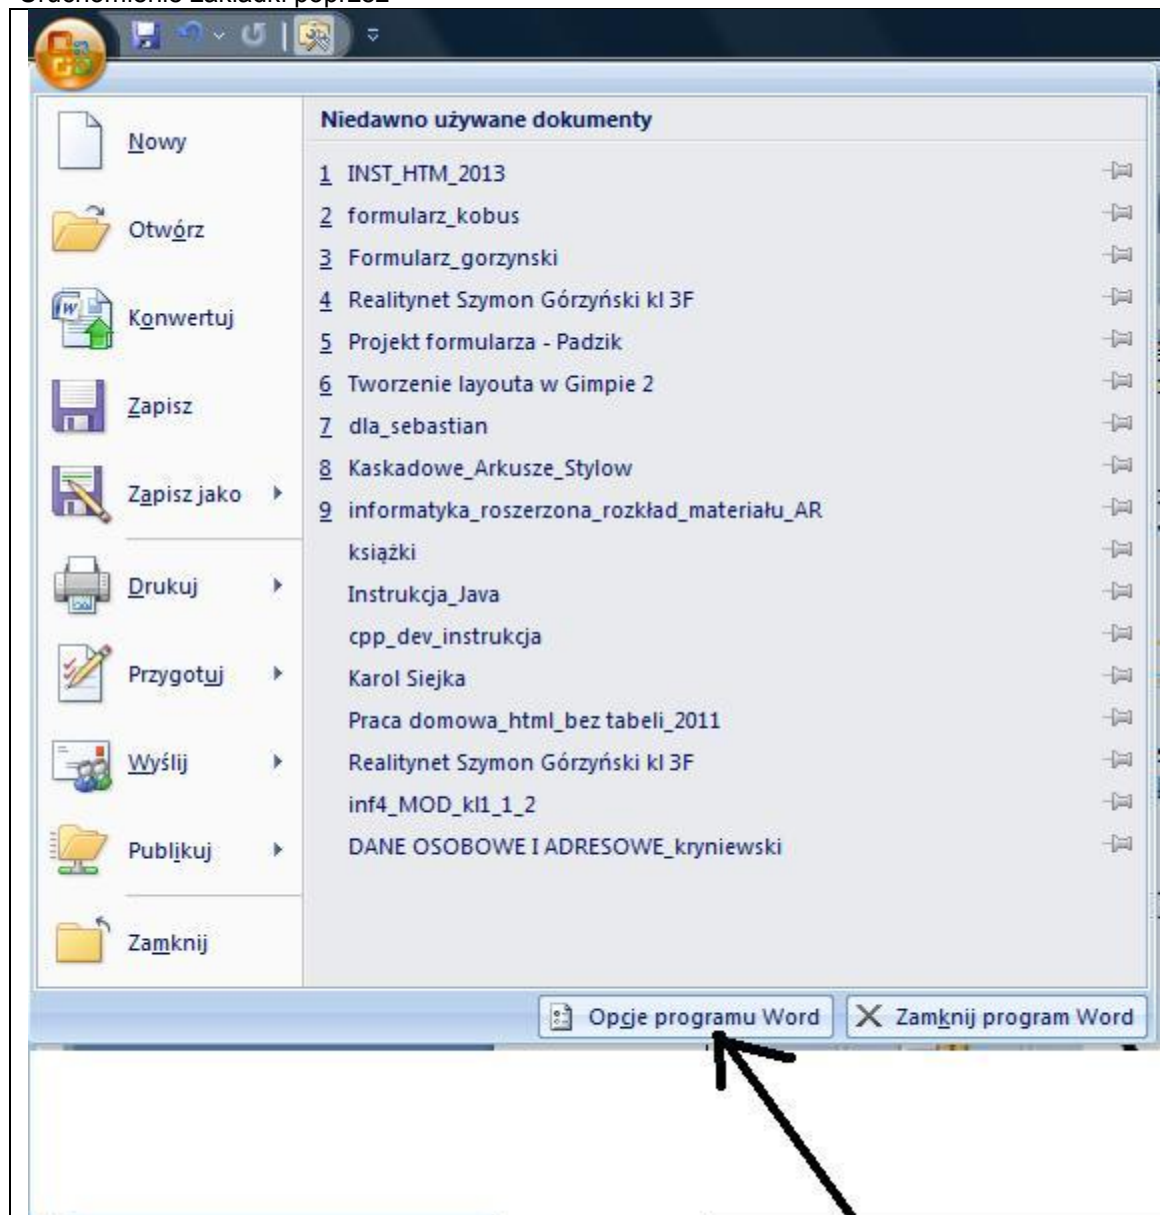 Uruchomienie zakładki poprzez
Niedawno używane dokumenty
Nowy
Otwórz
Konwertuj
Zapisz
Zapisz jako
Drukuj
Przygotuj
Wyślij
Publikuj
Zamknij
1 INST_HTM_2013
2 formularz_kobus
3 Formularz_gorzynski
4 Realitynet Szymon Górzyński kl 3F
5 Projekt formularza - Padzik
6 Tworzenie layouta w Gimpie 2
7 dla_sebastian
8 Kaskadowe_Arkusze_Stylow
9 informatyka_roszerzona_rozkład_materiału_AR
książki
Instrukcja_Java
cpp_dev_instrukcja
Karol Siejka
Praca domowa_html_bez tabeli_2011
Realitynet Szymon Górzyński kl 3F
inf4_MOD_kl1_1_2
DANE OSOBOWE I ADRESOWE_kryniewski
Opcje programu Word
Zamknij program Word